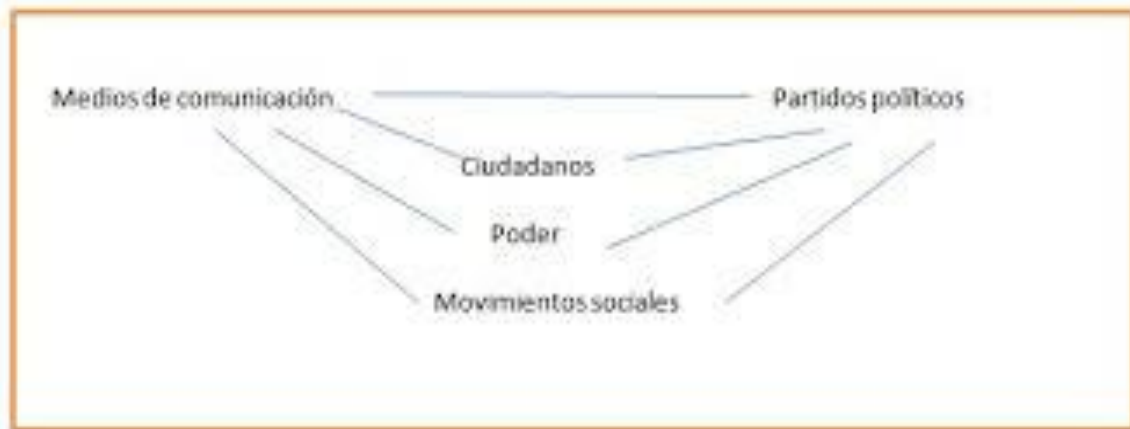 Medios de comunicación Partidos políticos
Ciudadanos
Poder
Movimientos sociales